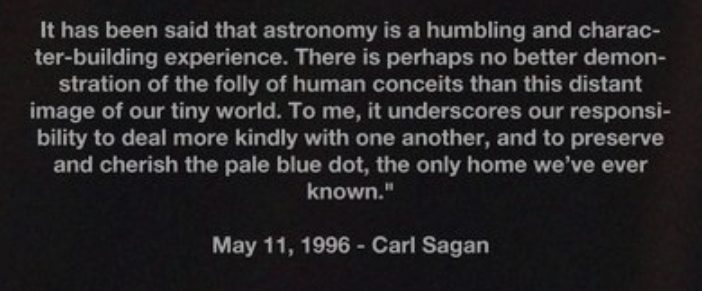 It has been said that astronomy is a humbling and charac-
ter-building experience. There is perhaps no better demon-
stration of the folly of human conceits than this distant
image of our tiny world. To me, it underscores our responsi-
bility to deal more kindly with one another, and to preserve
and cherish the pale blue dot, the only home we've ever
known."
May 11, 1996 - Carl Sagan